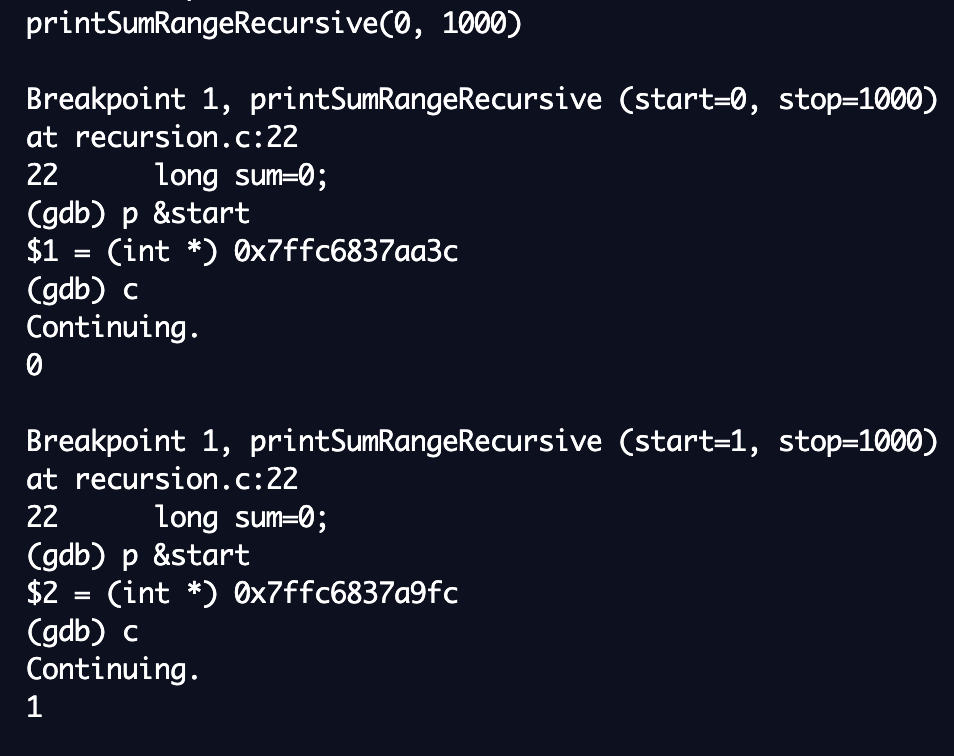 printSumRangeRecursive(0, 1000)
Breakpoint 1, printSumRangeRecursive (start=0, stop=1000)
at recursion.c:22
22      long sum=0;
(gdb) p &start
$1 = (int *) 0x7ffc6837aa3c
(gdb) c
Continuing.
0
Breakpoint 1, printSumRangeRecursive (start=1, stop=1000)
at recursion.c:22
22      long sum=0;
(gdb) p &start
$2 = (int *) 0x7ffc6837a9fc
(gdb) c
Continuing.
1